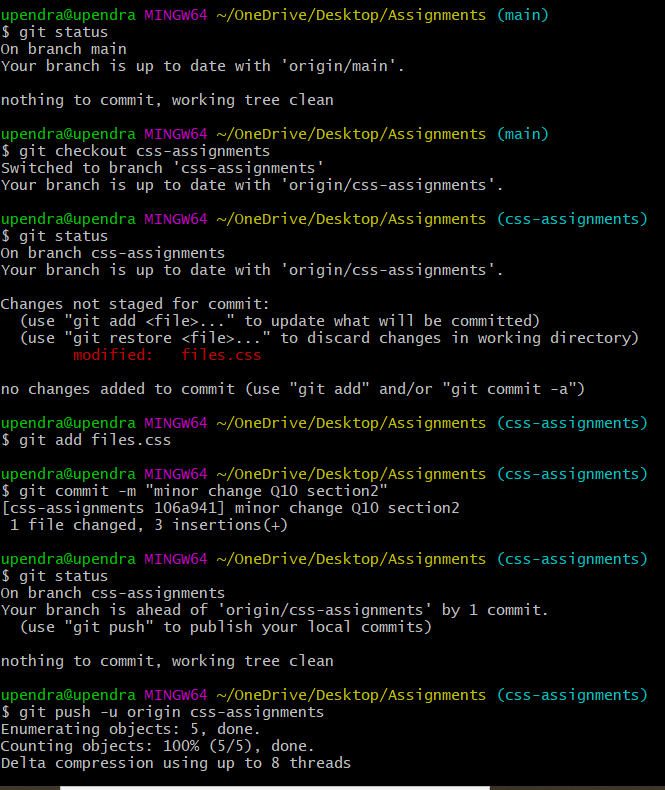 upendra@upendra MINGW64 ~/OneDrive/Desktop/Assignments (main)
$ git status
On branch main
Your branch is up to date with 'origin/main'.
nothing to commit, working tree clean
upendra@upendra MINGW64 ~/OneDrive/Desktop/Assignments (main)
$ git checkout css-assignments
Switched to branch 'css-assignments'
Your branch is up to date with 'origin/css-assignments'.
upendra@upendra MINGW64 ~/OneDrive/Desktop/Assignments (css-assignments)
$ git status
On branch css-assignments
Your branch is up to date with 'origin/css-assignments'.
Changes not staged for commit:
  (use "git add <file>..." to update what will be committed)
  (use "git restore <file>..." to discard changes in working directory)
        modified:   files.css
no changes added to commit (use "git add" and/or "git commit -a")
upendra@upendra MINGW64 ~/OneDrive/Desktop/Assignments (css-assignments)
$ git add files.css
upendra@upendra MINGW64 ~/OneDrive/Desktop/Assignments (css-assignments)
$ git commit -m "minor change Q10 section2"
[css-assignments 106a941] minor change Q10 section2
 1 file changed, 3 insertions(+)
upendra@upendra MINGW64 ~/OneDrive/Desktop/Assignments (css-assignments)
$ git status
On branch css-assignments
Your branch is ahead of 'origin/css-assignments' by 1 commit.
  (use "git push" to publish your local commits)
nothing to commit, working tree clean
upendra@upendra MINGW64 ~/OneDrive/Desktop/Assignments (css-assignments)
$ git push -u origin css-assignments
Enumerating objects: 5, done.
Counting objects: 100% (5/5), done.
Delta compression using up to 8 threads